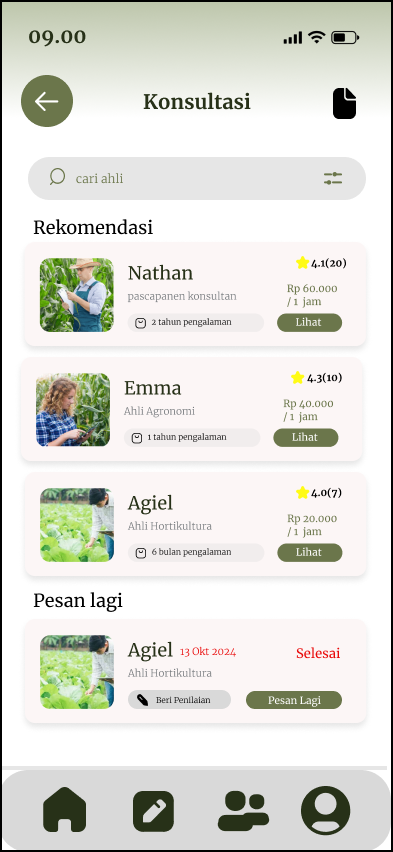 09.00
Konsultasi
cari ahli
Rekomendasi
Nathan
4.1(20)
pascapanen konsultan
Rp 60.000
/ 1 jam
2 tahun pengalaman
Lihat
Emma
4.3(10)
Ahli Agronomi
Rp 40.000
/ 1 jam
1 tahun pengalaman
Lihat
Agiel
4.0(7)
Ahli Hortikultura
Rp 20.000
/ 1 jam
6 bulan pengalaman
Lihat
Pesan lagi
Agiel 13 Okt 2024
Selesai
Ahli Hortikultura
Beri Penilaian
Pesan Lagi